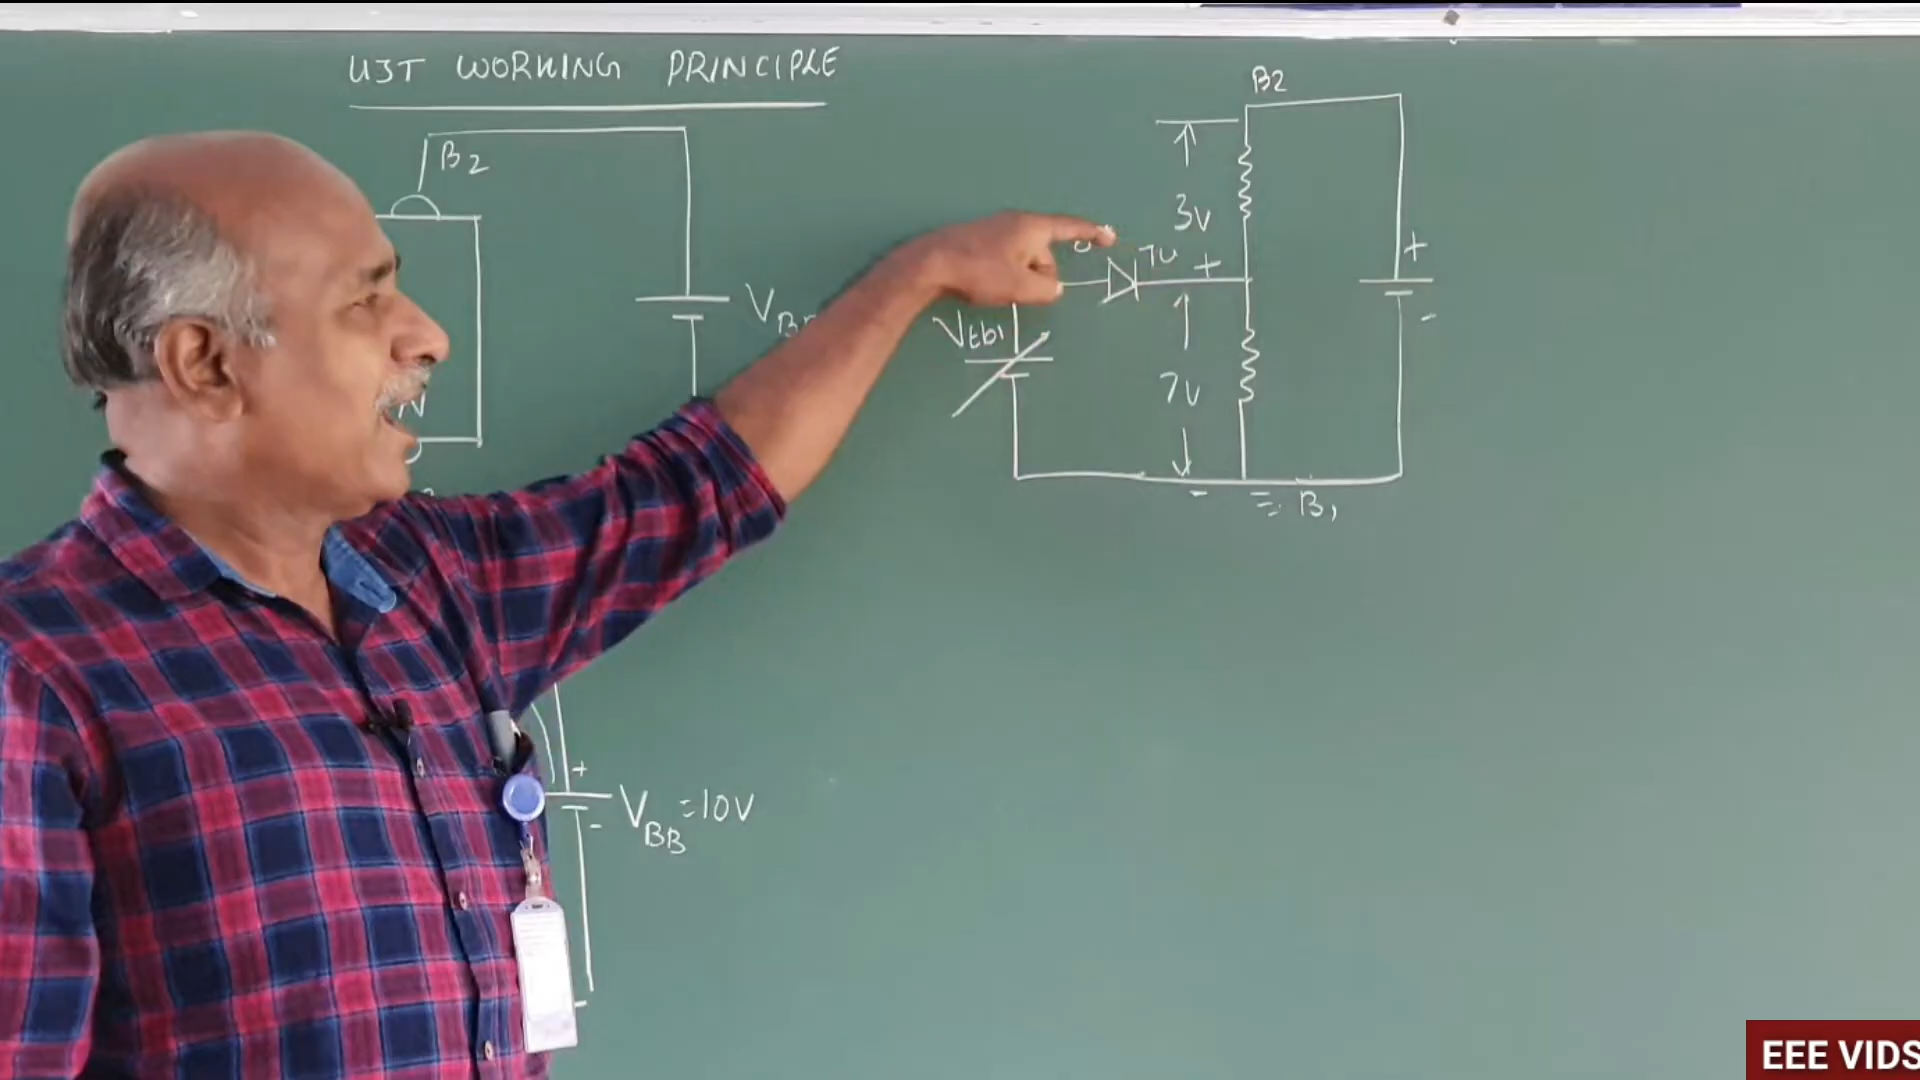 UJT WORKING PRINCIPLE
B2
B2
3V
7V
+
+
-
Veb1
7V
N
-
B1
+
-
VBB=10V
EEE VIDS